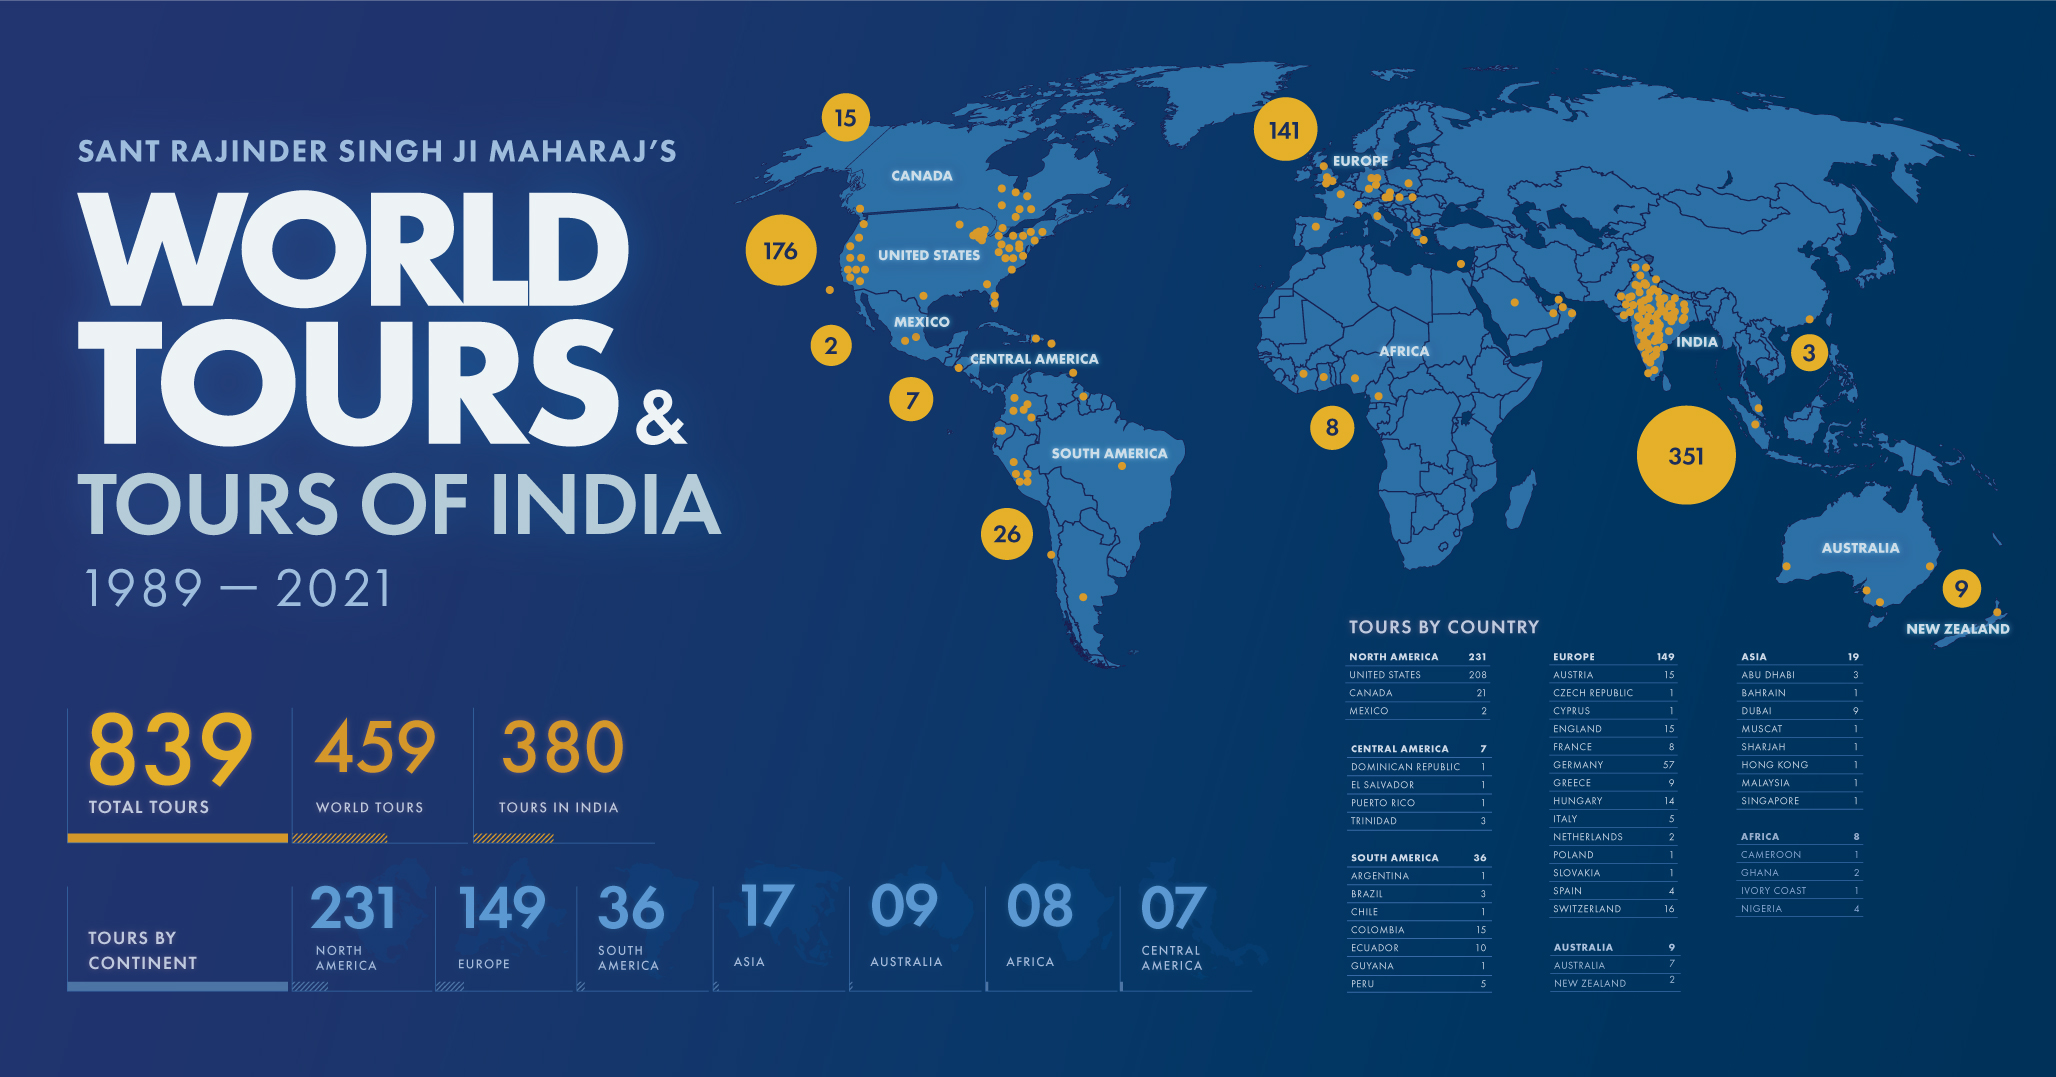 SANT RAJINDER SINGH JI MAHARAJ'S
WORLD
TOURS &
TOURS OF INDIA
1989 — 2021
839
TOTAL TOURS
459
WORLD TOURS
380
TOURS IN INDIA
TOURS BY
CONTINENT
231
NORTH
AMERICA
149
EUROPE
36
SOUTH
AMERICA
17
ASIA
09
AUSTRALIA
08
AFRICA
07
CENTRAL
AMERICA
15
CANADA
176
UNITED STATES
2
MEXICO
7
CENTRAL AMERICA
26
SOUTH AMERICA
141
EUROPE
8
AFRICA
351
INDIA
3
AUSTRALIA
9
NEW ZEALAND
TOURS BY COUNTRY
NORTH AMERICA 231
UNITED STATES 208
CANADA 21
MEXICO 2
CENTRAL AMERICA 7
DOMINICAN REPUBLIC 1
EL SALVADOR 1
PUERTO RICO 1
TRINIDAD 3
SOUTH AMERICA 36
ARGENTINA 1
BRAZIL 3
CHILE 1
COLOMBIA 15
ECUADOR 10
GUYANA 1
PERU 5
EUROPE 149
AUSTRIA 15
CZECH REPUBLIC 1
CYPRUS 1
ENGLAND 15
FRANCE 8
GERMANY 57
GREECE 9
HUNGARY 14
ITALY 5
NETHERLANDS 2
POLAND 1
SLOVAKIA 1
SPAIN 4
SWITZERLAND 16
AUSTRALIA 9
AUSTRALIA 7
NEW ZEALAND 2
ASIA 19
ABU DHABI 3
BAHRAIN 1
DUBAI 9
MUSCAT 1
SHARJAH 1
HONG KONG 1
MALAYSIA 1
SINGAPORE 1
AFRICA 8
CAMEROON 1
GHANA 2
IVORY COAST 1
NIGERIA 4